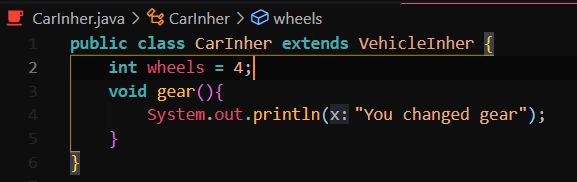 CarInher.java > CarInher > wheels
1 public class CarInher extends VehicleInher {
2 int wheels = 4;
3 void gear(){
4 System.out.println(x:"You changed gear");
5 }
6 }